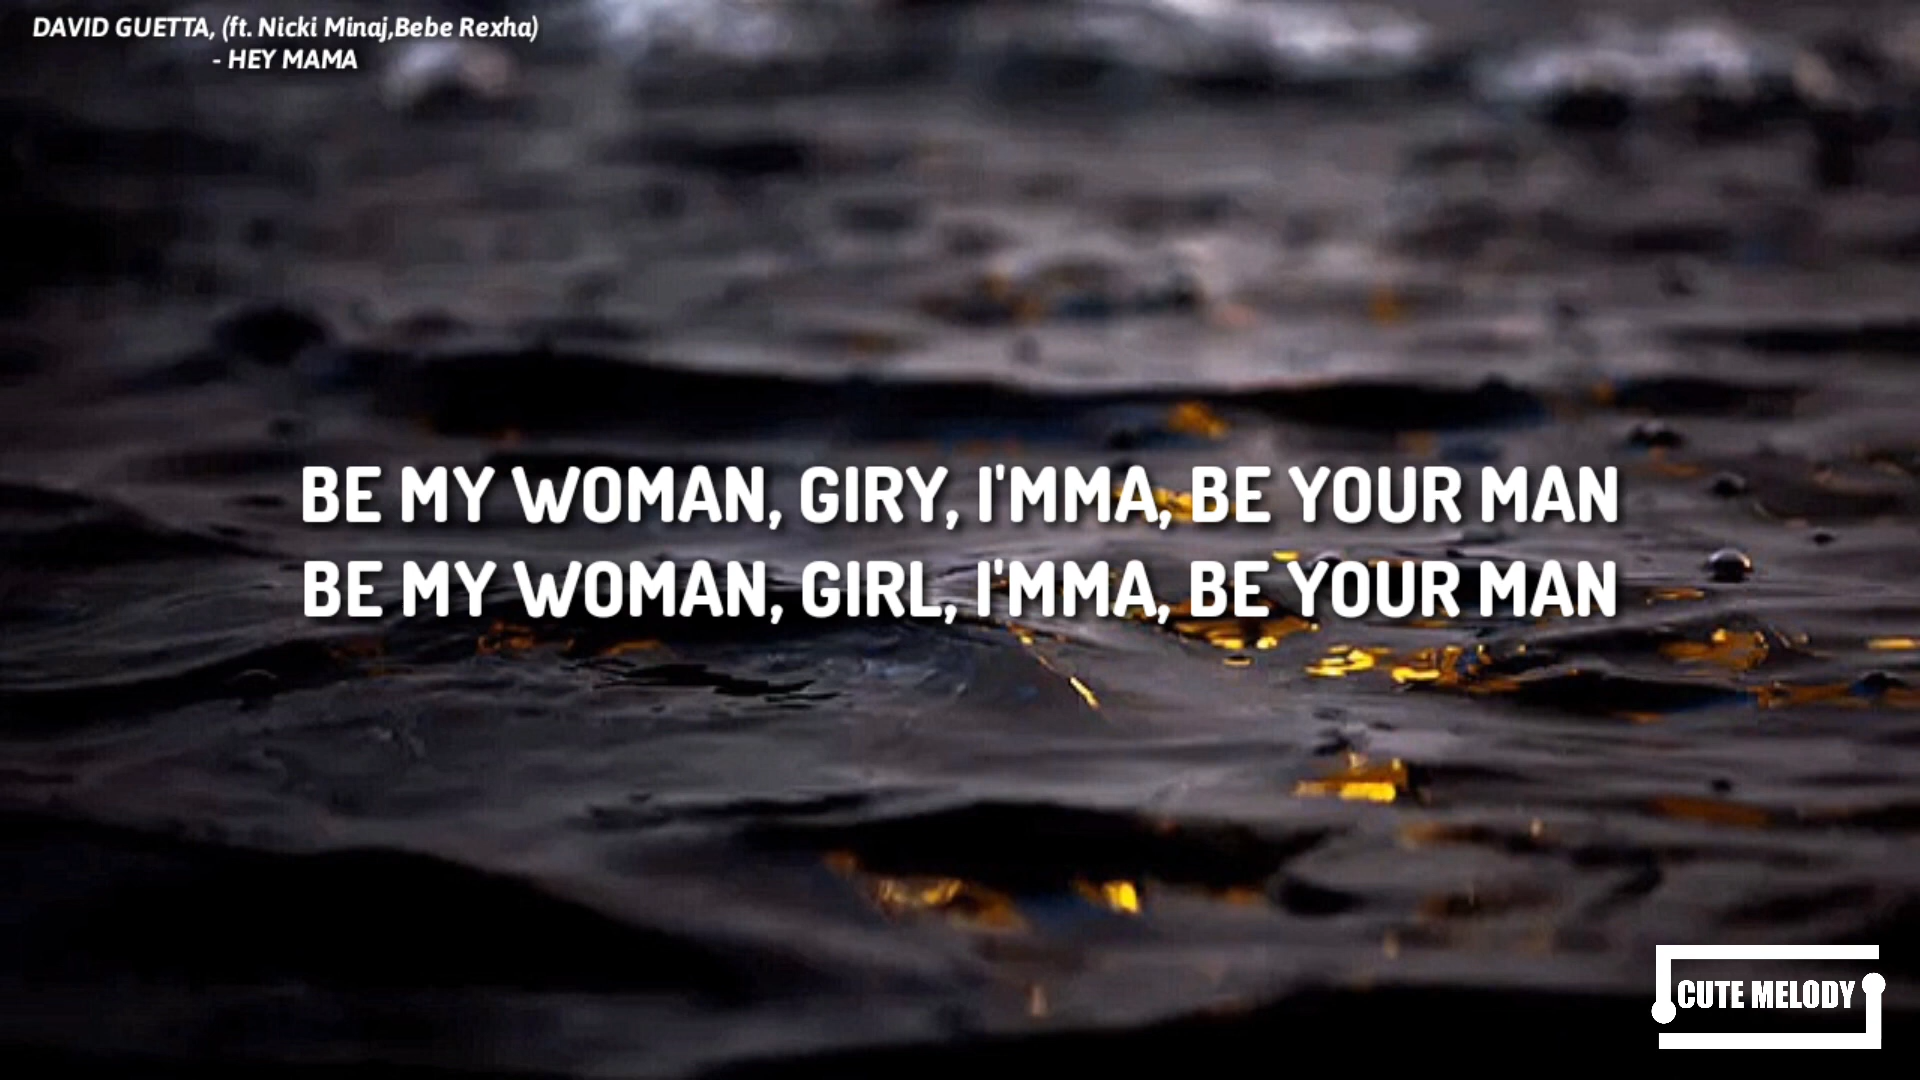 DAVID GUETTA, (ft. Nicki Minaj,Bebe Rexha)
- HEY MAMA
BE MY WOMAN, GIRY, I'MMA, BE YOUR MAN
BE MY WOMAN, GIRL, I'MMA, BE YOUR MAN
CUTE MELODY